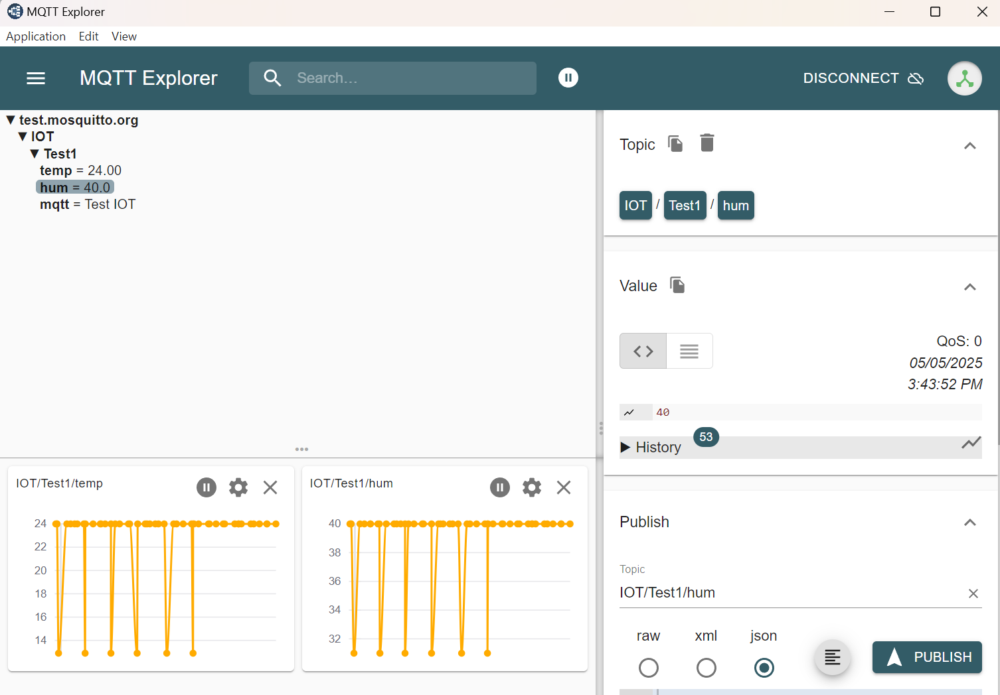 MQTT Explorer
Application Edit View
MQTT Explorer
Search...
DISCONNECT
▼ test.mosquitto.org
▼ IOT
▼ Test1
temp = 24.00
hum = 40.0
mqtt = Test IOT
Topic
IOT / Test1 / hum
Value
QoS: 0
05/05/2025
3:43:52 PM
40
▶ History 53
IOT/Test1/temp
24
22
20
18
16
14
IOT/Test1/hum
40
38
36
34
32
Publish
Topic
IOT/Test1/hum
raw xml json
PUBLISH